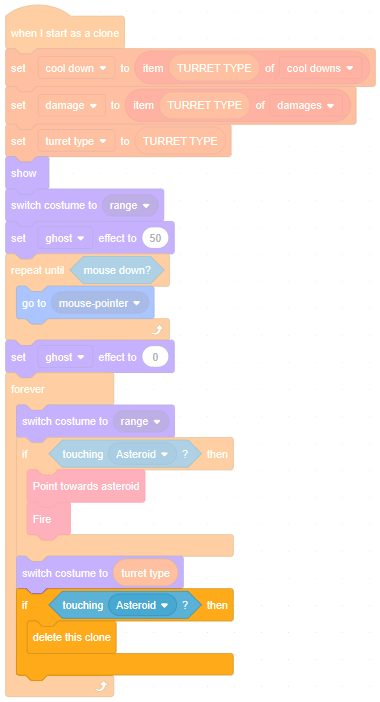 when I start as a clone
set cool down to item TURRET TYPE of cool downs
set damage to item TURRET TYPE of damages
set turret type to TURRET TYPE
show
switch costume to range
set ghost effect to 50
repeat until mouse down?
go to mouse-pointer
set ghost effect to 0
forever
switch costume to range
if touching Asteroid ? then
Point towards asteroid
Fire
switch costume to turret type
if touching Asteroid ? then
delete this clone